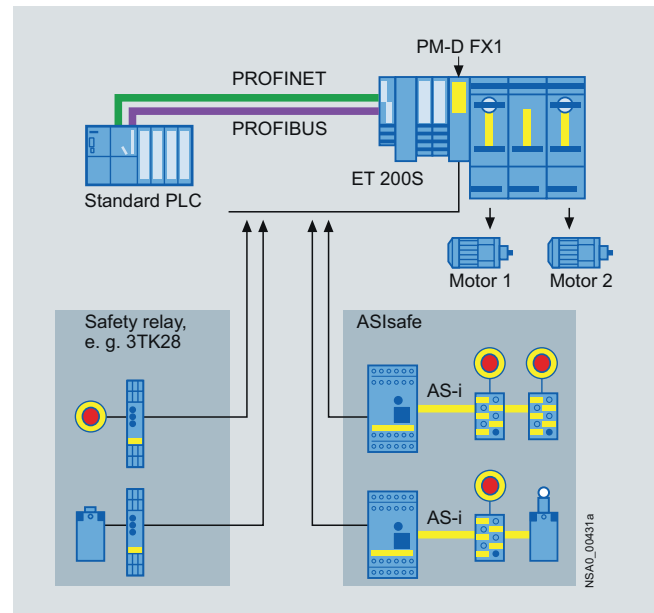 PM-D FX1
PROFINET
PROFIBUS
ET 200S
Standard PLC
Motor 1
Motor 2
Safety relay,
e. g. 3TK28
ASIsafe
AS-i
AS-i
NSA0_00431a